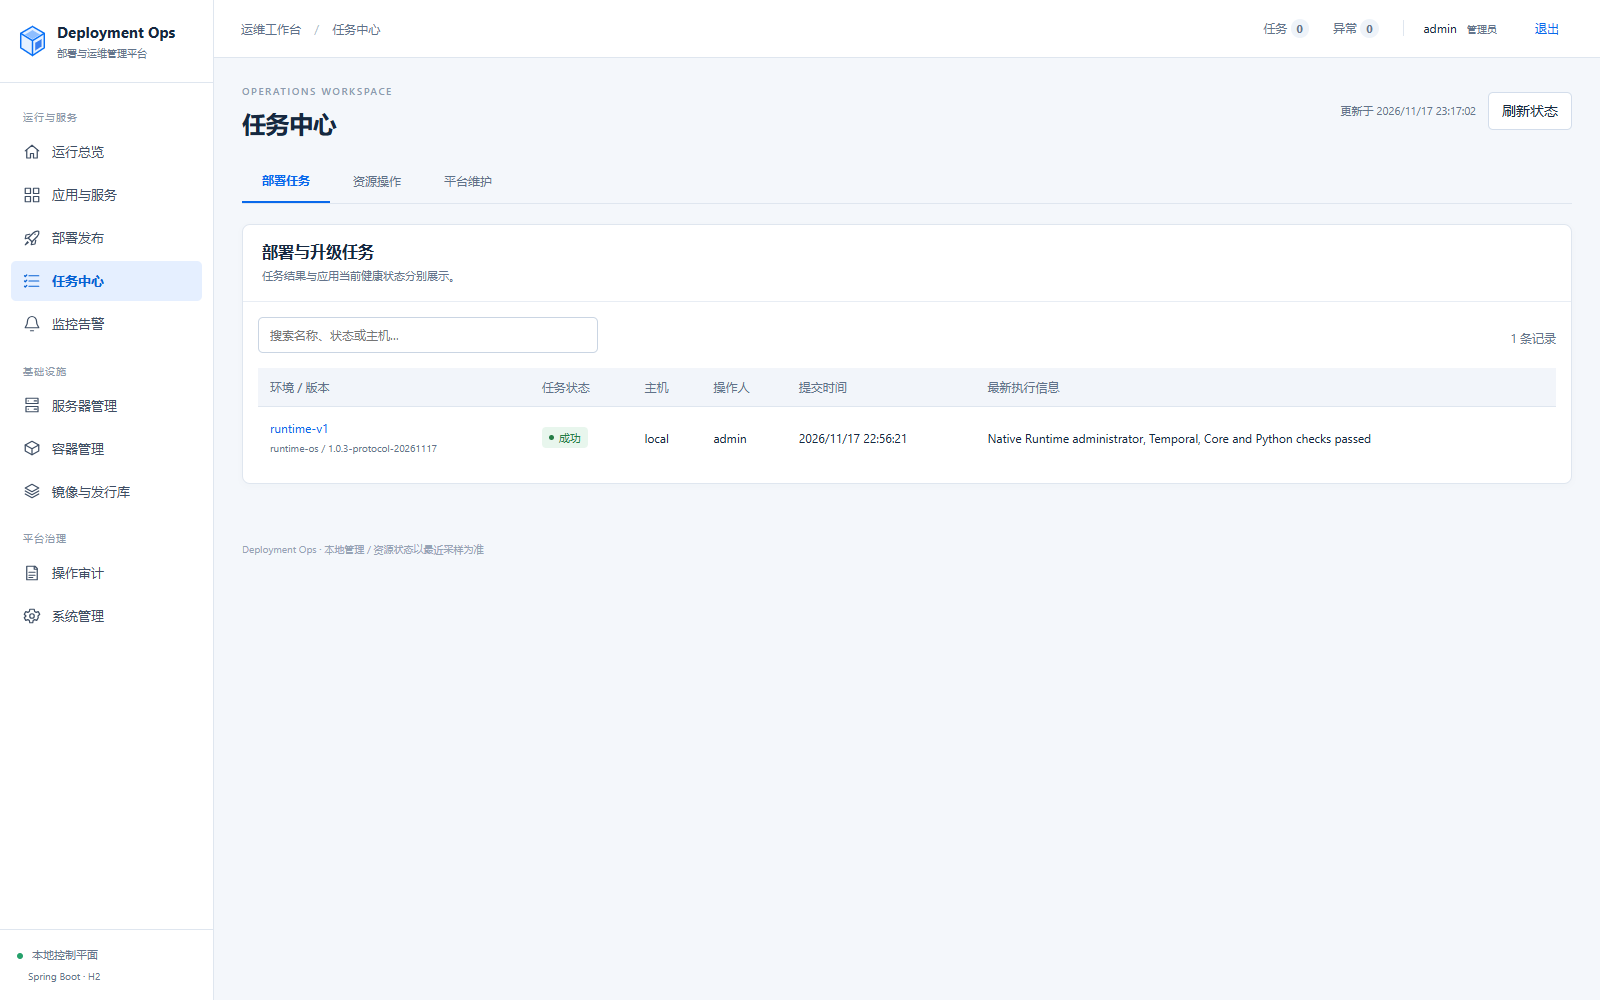 Deployment Ops
部署与运维管理平台
运行与服务
运行总览
应用与服务
部署发布
任务中心
监控告警
基础设施
服务器管理
容器管理
镜像与发行库
平台治理
操作审计
系统管理
本地控制平面
Spring Boot · H2
运维工作台 / 任务中心
任务 0 异常 0 admin 管理员 退出
OPERATIONS WORKSPACE
任务中心
更新于 2026/11/17 23:17:02 刷新状态
部署任务 资源操作 平台维护
部署与升级任务
任务结果与应用当前健康状态分别展示。
搜索名称、状态或主机...
1 条记录
环境 / 版本 任务状态 主机 操作人 提交时间 最新执行信息
runtime-v1
runtime-os / 1.0.3-protocol-20261117
成功 local admin 2026/11/17 22:56:21 Native Runtime administrator, Temporal, Core and Python checks passed
Deployment Ops · 本地管理 / 资源状态以最近采样为准